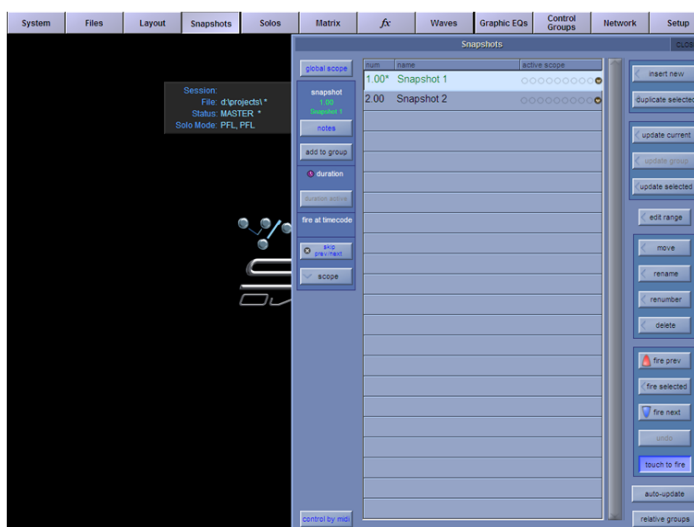 System Files Layout Snapshots Solos Matrix fx Waves Graphic EQs Control Groups Network Setup
Snapshots
global scope
snapshot
1.00
Snapshot 1
notes
add to group
duration
duration active
fire at timecode
skip
prev/next
scope
control by midi
Session:
File: d:\projects\ *
Status: MASTER *
Solo Mode: PFL, PFL
num name active scope
1.00* Snapshot 1
2.00 Snapshot 2
insert new
duplicate selected
update current
update group
update selected
edit range
move
rename
renumber
delete
fire prev
fire selected
fire next
undo
touch to fire
auto-update
relative groups